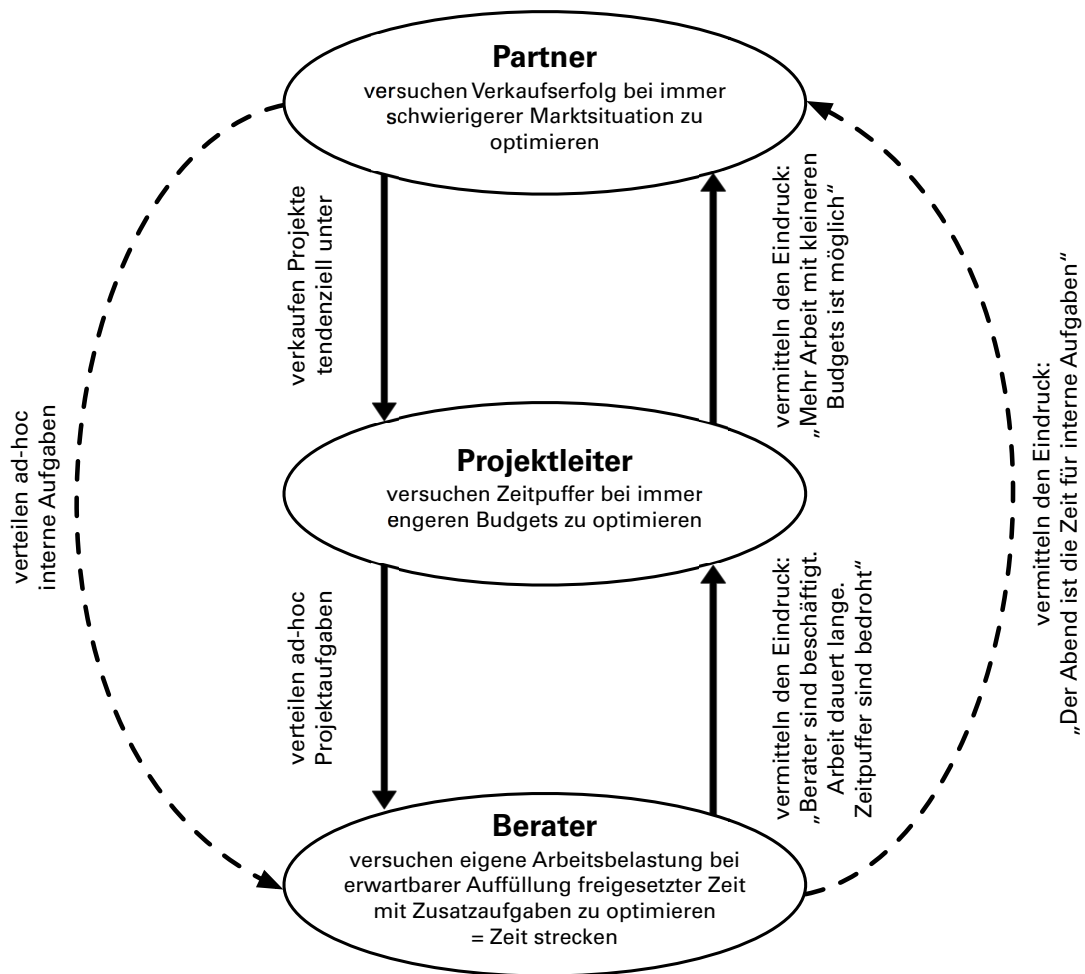 Partner
versuchen Verkaufserfolg bei immer
schwierigerer Marktsituation zu
optimieren
verkaufen Projekte
tendenziell unter
vermitteln den Eindruck:
„Mehr Arbeit mit kleineren
Budgets ist möglich“
Projektleiter
versuchen Zeitpuffer bei immer
engeren Budgets zu optimieren
verteilen ad-hoc
interne Aufgaben
vermitteln den Eindruck:
„Der Abend ist die Zeit für interne Aufgaben“
verteilen ad-hoc
Projektaufgaben
vermitteln den Eindruck:
„Berater sind beschäftigt.
Arbeit dauert lange.
Zeitpuffer sind bedroht“
Berater
versuchen eigene Arbeitsbelastung bei
erwartbarer Auffüllung freigesetzter Zeit
mit Zusatzaufgaben zu optimieren
= Zeit strecken